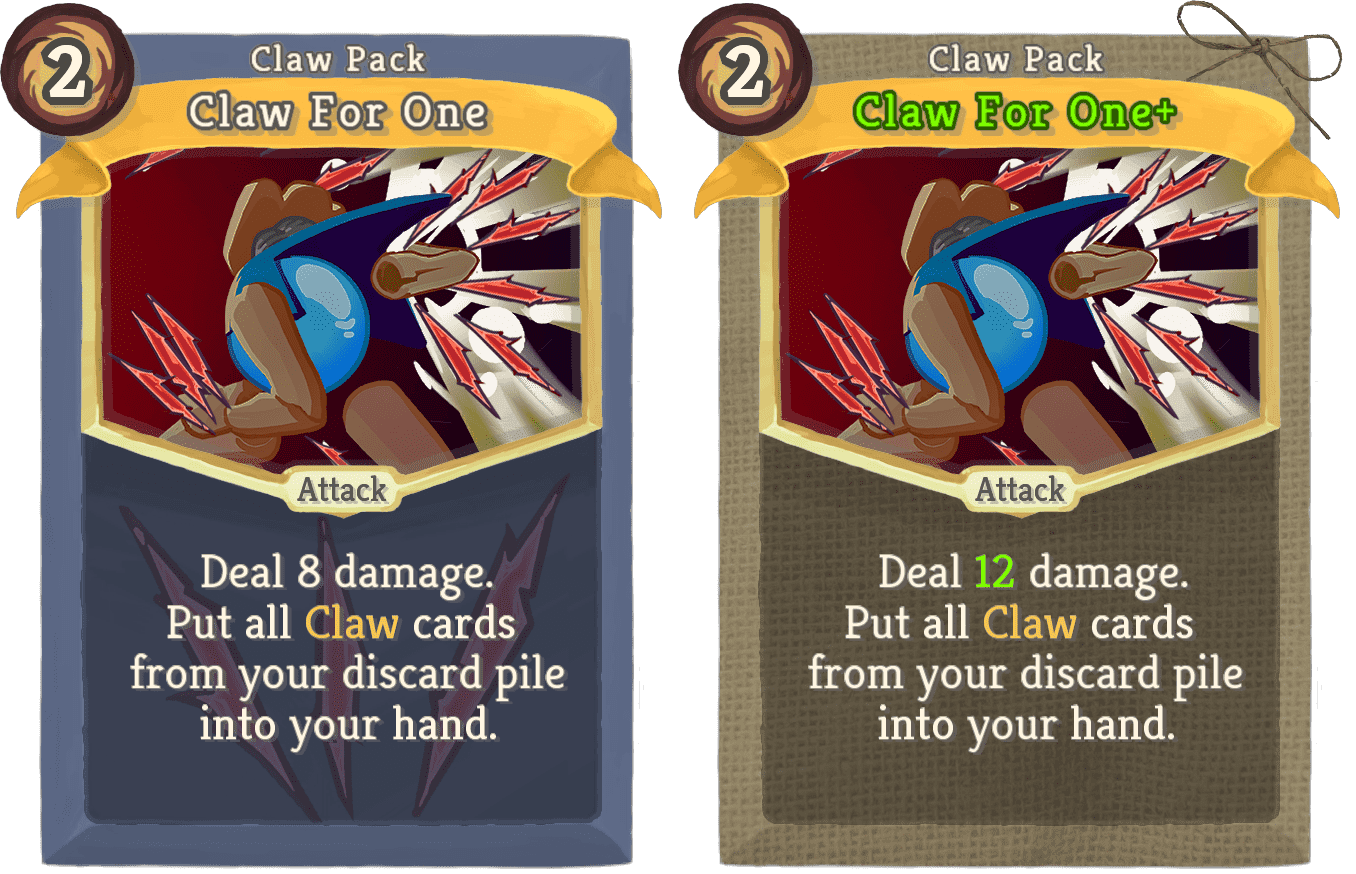 2
Claw Pack
Claw For One
Attack
Deal 8 damage.
Put all Claw cards
from your discard pile
into your hand.
2
Claw Pack
Claw For One+
Attack
Deal 12 damage.
Put all Claw cards
from your discard pile
into your hand.